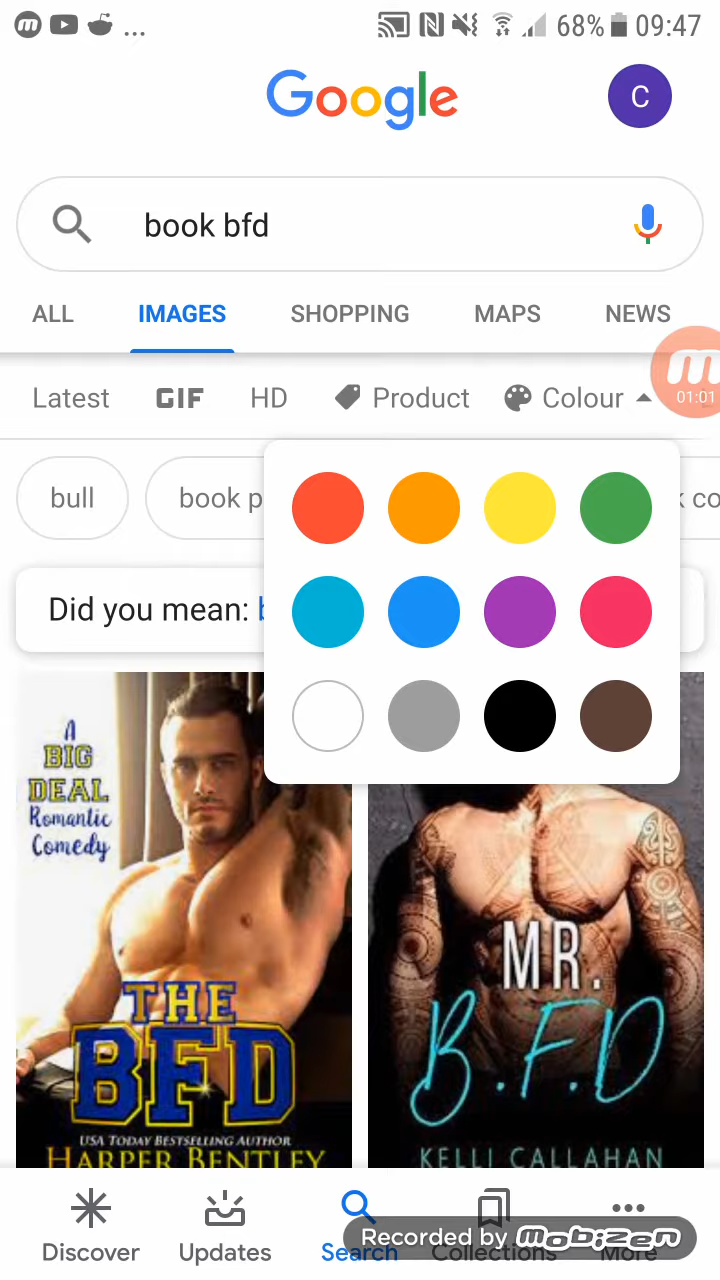 ... 68% 09:47
Google C
book bfd
ALL IMAGES SHOPPING MAPS NEWS
Latest GIF HD Product Colour
01:01
bull book p
Did you mean:
A
BIG
DEAL
Romantic
Comedy
THE
BFD
USA TODAY BESTSELLING AUTHOR
HARPER BENTLEY
MR.
B.F.D
KELLI CALLAHAN
Discover Updates Search Collections More
Recorded by mobizen